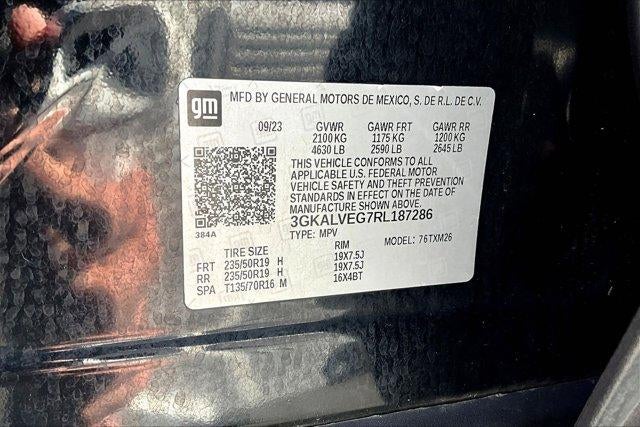 gm
MFD BY GENERAL MOTORS DE MEXICO, S. DE R.L. DE C.V.
09/23 GVWR GAWR FRT GAWR RR
2100 KG 1175 KG 1200 KG
4630 LB 2590 LB 2645 LB
THIS VEHICLE CONFORMS TO ALL
APPLICABLE U.S. FEDERAL MOTOR
VEHICLE SAFETY AND THEFT PREVENTION
STANDARDS IN EFFECT ON THE DATE OF
MANUFACTURE SHOWN ABOVE.
3GKALVEG7RL187286
384A TYPE: MPV MODEL: 76TXM26
TIRE SIZE RIM
FRT 235/50R19 H 19X7.5J
RR 235/50R19 H 19X7.5J
SPA T135/70R16 M 16X4BT